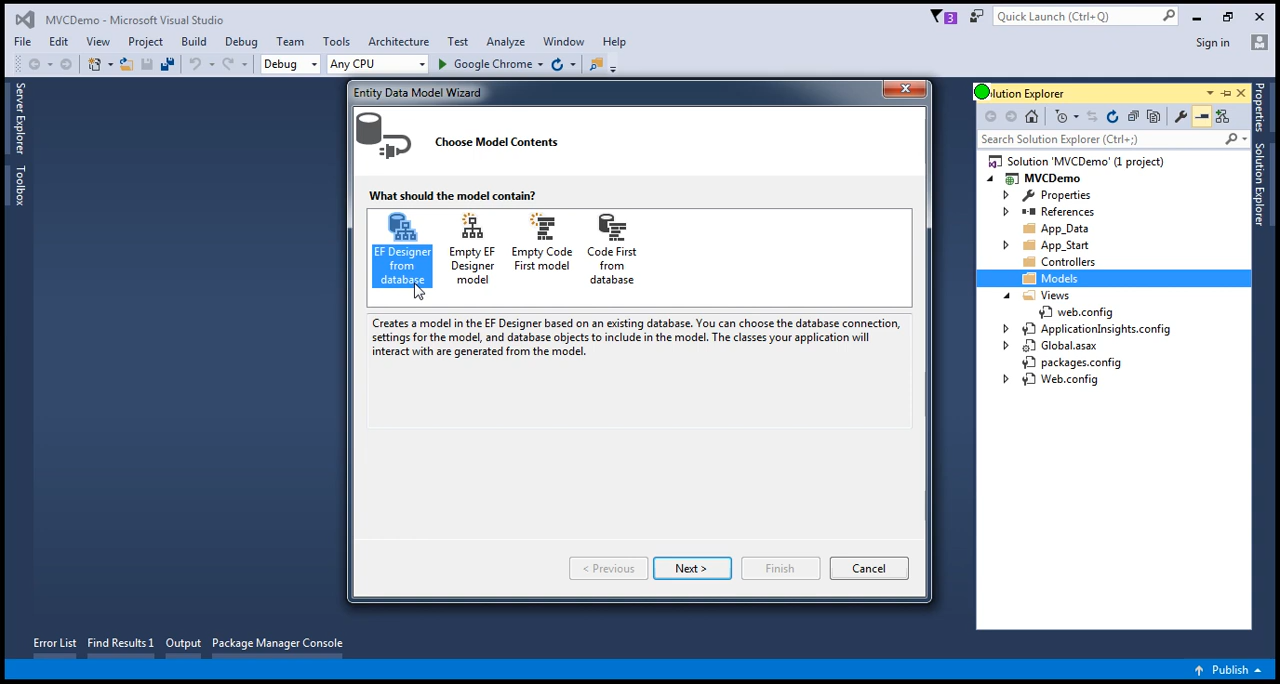 MVCDemo - Microsoft Visual Studio
3
Quick Launch (Ctrl+Q)
File Edit View Project Build Debug Team Tools Architecture Test Analyze Window Help
Sign in
Debug Any CPU Google Chrome
Server Explorer
Toolbox
Entity Data Model Wizard
Choose Model Contents
What should the model contain?
EF Designer from database
Empty EF Designer model
Empty Code First model
Code First from database
Creates a model in the EF Designer based on an existing database. You can choose the database connection,
settings for the model, and database objects to include in the model. The classes your application will
interact with are generated from the model.
< Previous Next > Finish Cancel
lution Explorer
Search Solution Explorer (Ctrl+;)
Solution 'MVCDemo' (1 project)
MVCDemo
Properties
References
App_Data
App_Start
Controllers
Models
Views
web.config
ApplicationInsights.config
Global.asax
packages.config
Web.config
Properties
Solution Explorer
Error List Find Results 1 Output Package Manager Console
Publish